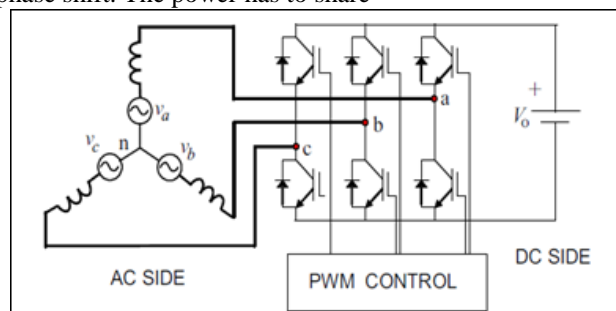 phase shift. The power has to share
v_a
n
v_c
v_b
a
b
c
+
V_o
AC SIDE
PWM CONTROL
DC SIDE